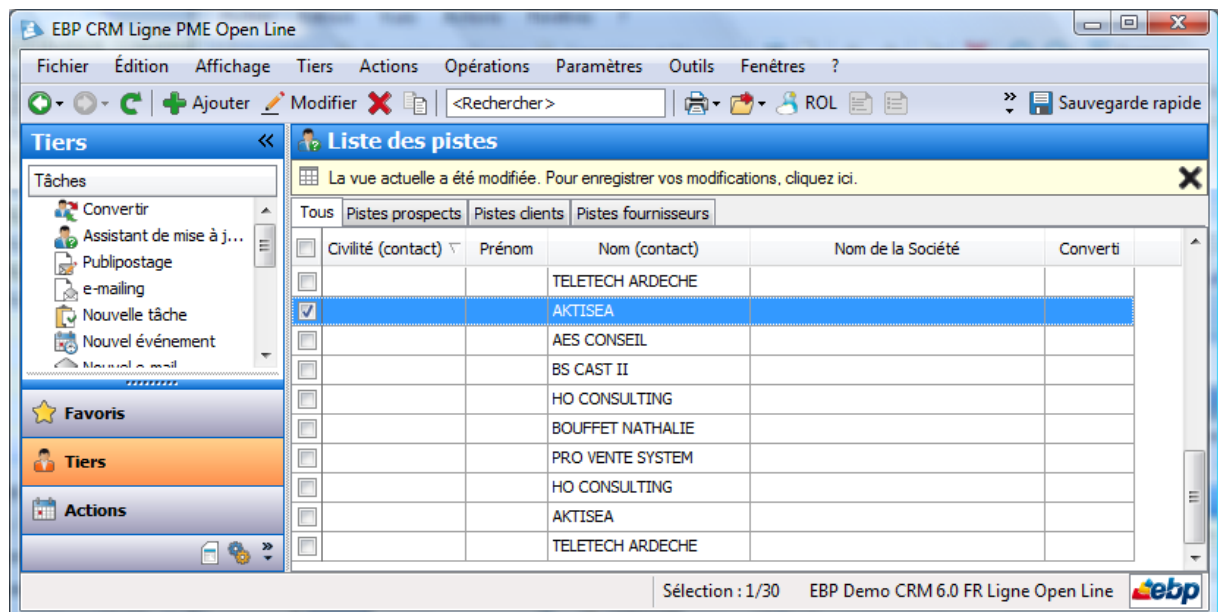 EBP CRM Ligne PME Open Line
Fichier Édition Affichage Tiers Actions Opérations Paramètres Outils Fenêtres ?
Ajouter Modifier <Rechercher> ROL » Sauvegarde rapide
Tiers «
Liste des pistes
Tâches
La vue actuelle a été modifiée. Pour enregistrer vos modifications, cliquez ici.
Convertir
Assistant de mise à j...
Publipostage
e-mailing
Nouvelle tâche
Nouvel événement
Nouvel e-mail
Favoris
Tiers
Actions
»
Tous Pistes prospects Pistes clients Pistes fournisseurs
Civilité (contact) Prénom Nom (contact) Nom de la Société Converti
TELETECH ARDECHE
AKTISEA
AES CONSEIL
BS CAST II
HO CONSULTING
BOUFFET NATHALIE
PRO VENTE SYSTEM
HO CONSULTING
AKTISEA
TELETECH ARDECHE
Sélection : 1/30 EBP Demo CRM 6.0 FR Ligne Open Line ebp